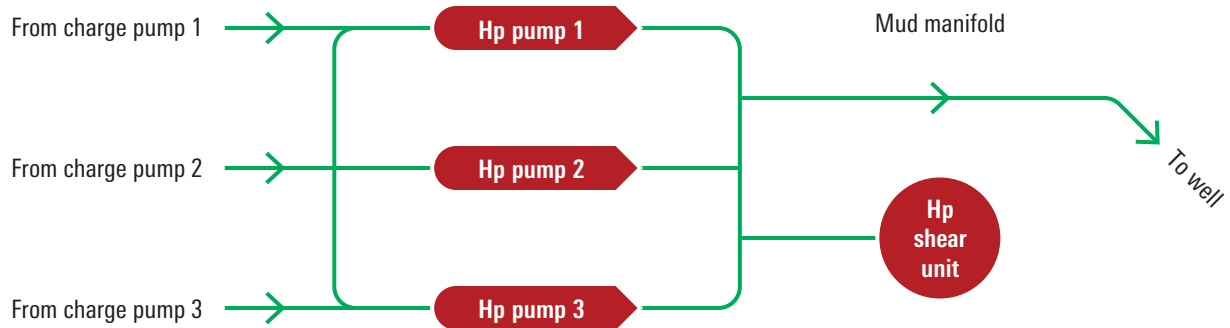 From charge pump 1
Hp pump 1
Mud manifold
From charge pump 2
Hp pump 2
To well
Hp
shear
unit
From charge pump 3
Hp pump 3